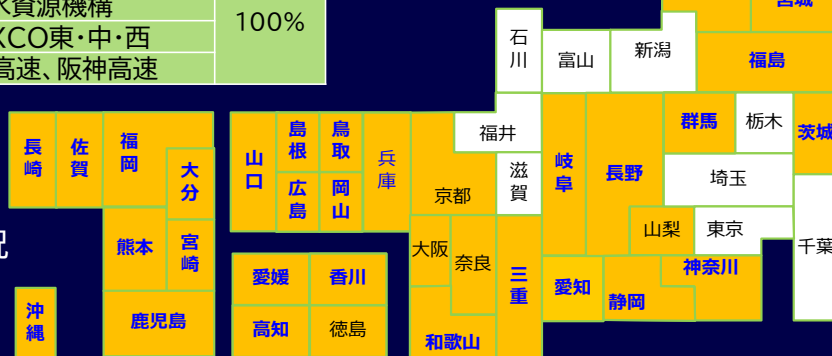 水資源機構
XCO東・中・西
高速、阪神高速
100%
宮城
石川
富山
新潟
福島
長崎
佐賀
福岡
大分
山口
島根
鳥取
兵庫
広島
岡山
福井
京都
滋賀
岐阜
長野
群馬
栃木
茨城
埼玉
山梨
東京
千葉
熊本
宮崎
大阪
奈良
三重
愛知
静岡
神奈川
愛媛
香川
沖縄
鹿児島
高知
徳島
和歌山